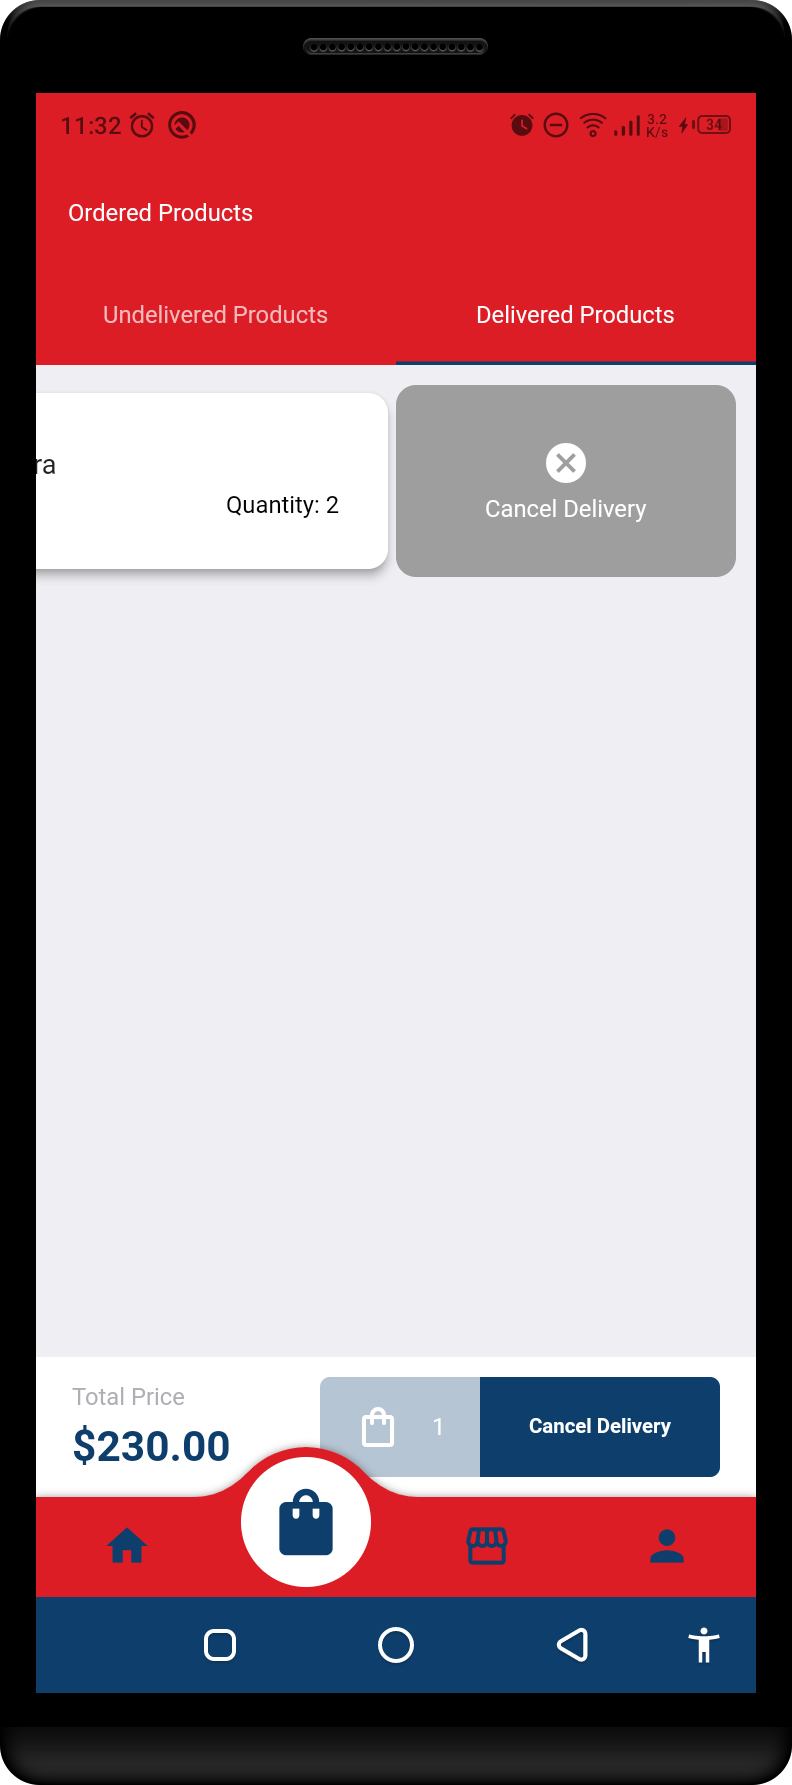 11:32
3.2
K/s
34
Ordered Products
Undelivered Products
Delivered Products
ra
Quantity: 2
Cancel Delivery
Total Price
$230.00
1
Cancel Delivery